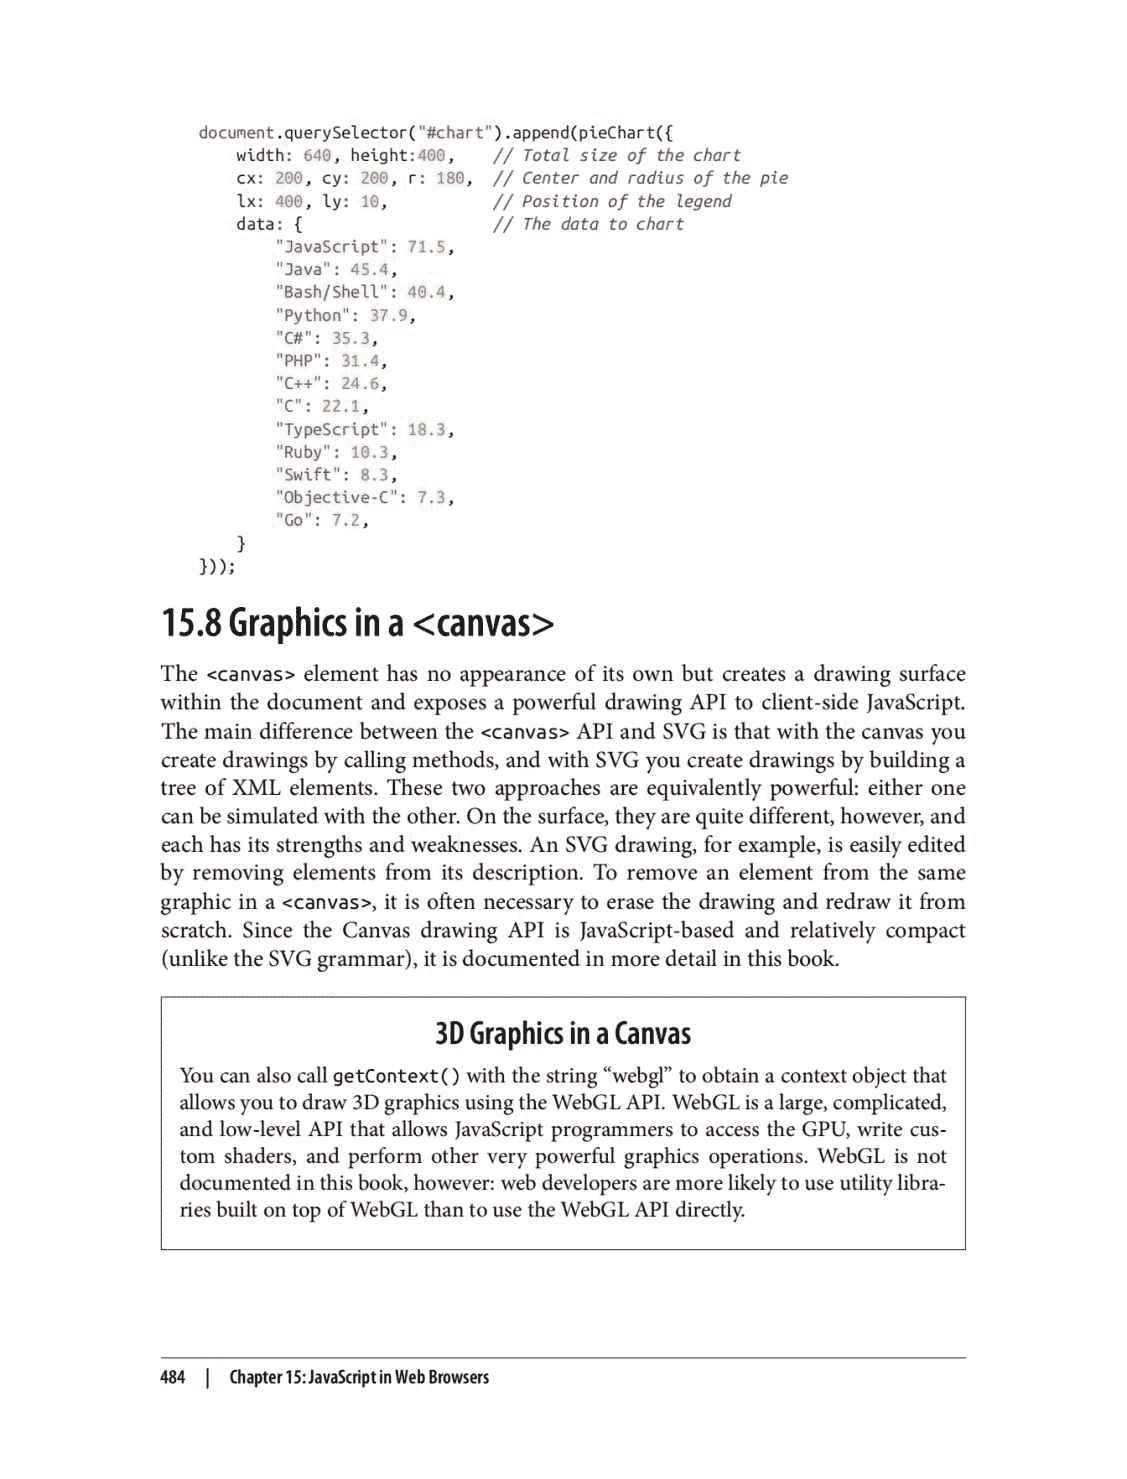 document.querySelector("#chart").append(pieChart({
    width: 640, height:400,    // Total size of the chart
    cx: 200, cy: 200, r: 180,  // Center and radius of the pie
    lx: 400, ly: 10,           // Position of the legend
    data: {                    // The data to chart
        "JavaScript": 71.5,
        "Java": 45.4,
        "Bash/Shell": 40.4,
        "Python": 37.9,
        "C#": 35.3,
        "PHP": 31.4,
        "C++": 24.6,
        "C": 22.1,
        "TypeScript": 18.3,
        "Ruby": 10.3,
        "Swift": 8.3,
        "Objective-C": 7.3,
        "Go": 7.2,
    }
}));
15.8 Graphics in a <canvas>
The <canvas> element has no appearance of its own but creates a drawing surface
within the document and exposes a powerful drawing API to client-side JavaScript.
The main difference between the <canvas> API and SVG is that with the canvas you
create drawings by calling methods, and with SVG you create drawings by building a
tree of XML elements. These two approaches are equivalently powerful: either one
can be simulated with the other. On the surface, they are quite different, however, and
each has its strengths and weaknesses. An SVG drawing, for example, is easily edited
by removing elements from its description. To remove an element from the same
graphic in a <canvas>, it is often necessary to erase the drawing and redraw it from
scratch. Since the Canvas drawing API is JavaScript-based and relatively compact
(unlike the SVG grammar), it is documented in more detail in this book.
3D Graphics in a Canvas
You can also call getContext() with the string “webgl” to obtain a context object that
allows you to draw 3D graphics using the WebGL API. WebGL is a large, complicated,
and low-level API that allows JavaScript programmers to access the GPU, write cus-
tom shaders, and perform other very powerful graphics operations. WebGL is not
documented in this book, however: web developers are more likely to use utility libra-
ries built on top of WebGL than to use the WebGL API directly.
484 | Chapter 15: JavaScript in Web Browsers